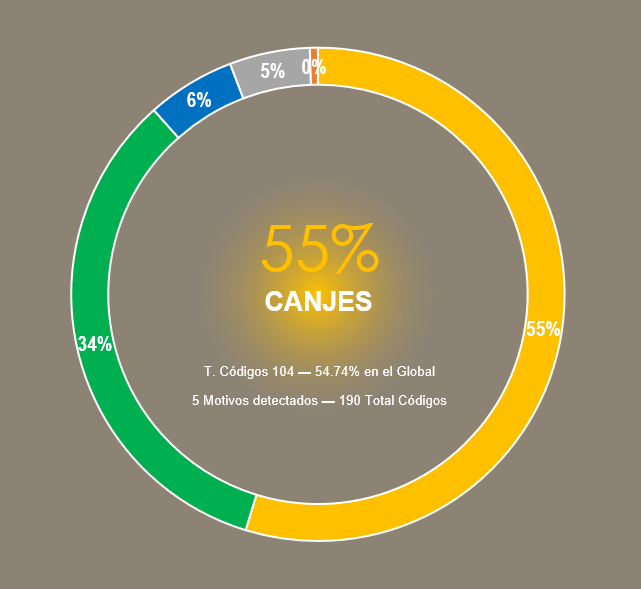 0%
5%
6%
55%
CANJES
55%
34%
T. Códigos 104 — 54.74% en el Global
5 Motivos detectados — 190 Total Códigos